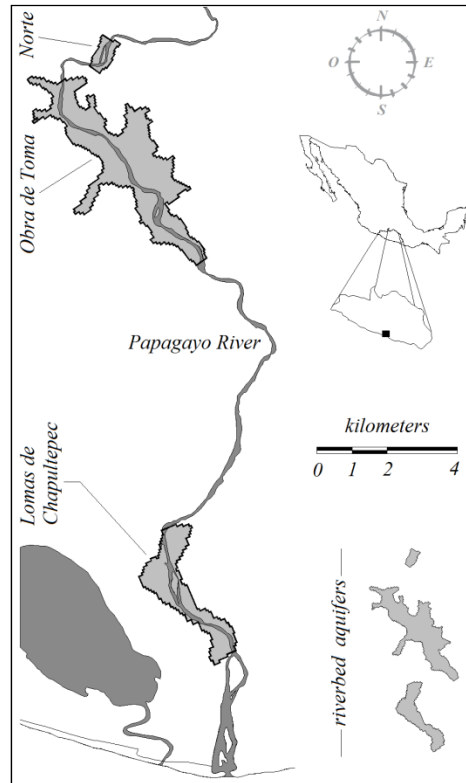 Norte
N
O
E
S
Obra de Toma
Papagayo River
kilometers
0 1 2 4
Lomas de
Chapultepec
riverbed aquifers